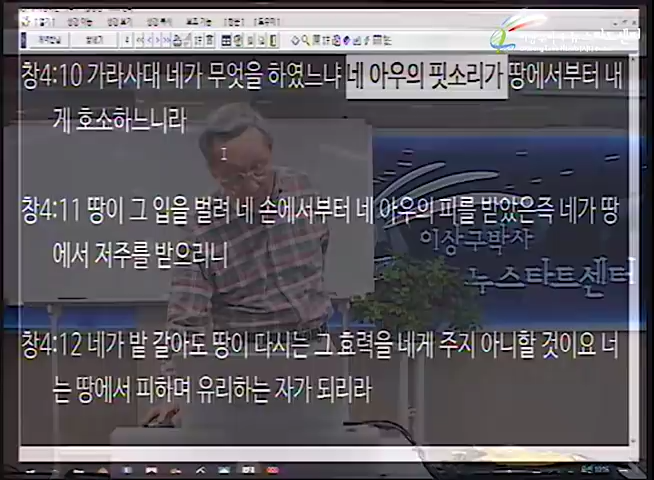 뉴스타트센터
창4:10 가라사대 네가 무엇을 하였느냐 네 아우의 핏소리가 땅에서부터 내
게 호소하느니라
창4:11 땅이 그 입을 벌려 네 손에서부터 네 아우의 피를 받았은즉 네가 땅
에서 저주를 받으리니
이상구박사
뉴스타트센터
창4:12 네가 밭 갈아도 땅이 다시는 그 효력을 네게 주지 아니할 것이요 너
는 땅에서 피하며 유리하는 자가 되리라